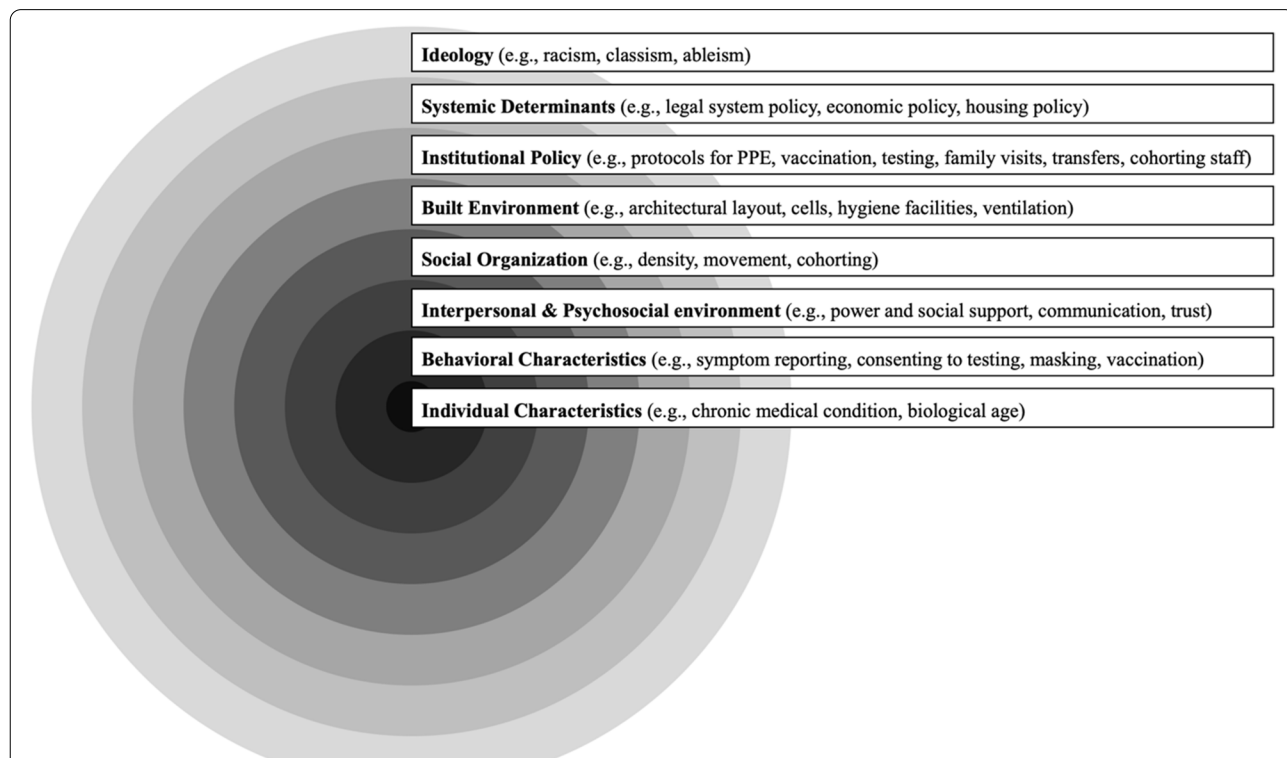 Ideology (e.g., racism, classism, ableism)
Systemic Determinants (e.g., legal system policy, economic policy, housing policy)
Institutional Policy (e.g., protocols for PPE, vaccination, testing, family visits, transfers, cohorting staff)
Built Environment (e.g., architectural layout, cells, hygiene facilities, ventilation)
Social Organization (e.g., density, movement, cohorting)
Interpersonal & Psychosocial environment (e.g., power and social support, communication, trust)
Behavioral Characteristics (e.g., symptom reporting, consenting to testing, masking, vaccination)
Individual Characteristics (e.g., chronic medical condition, biological age)